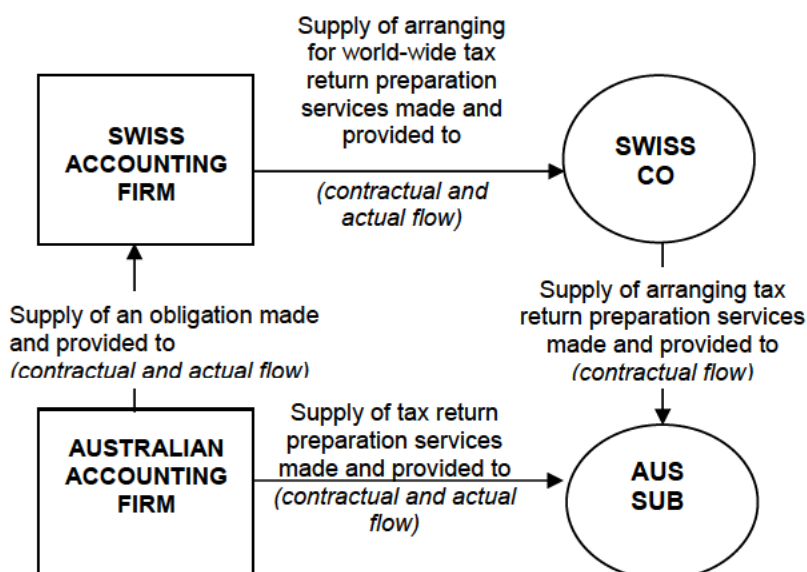 Supply of arranging
for world-wide tax
return preparation
services made and
provided to
SWISS
ACCOUNTING
FIRM
SWISS
CO
(contractual and
actual flow)
Supply of an obligation made
and provided to
(contractual and actual flow)
Supply of arranging tax
return preparation services
made and provided to
(contractual flow)
AUSTRALIAN
ACCOUNTING
FIRM
Supply of tax return
preparation services
made and provided to
(contractual and actual
flow)
AUS
SUB